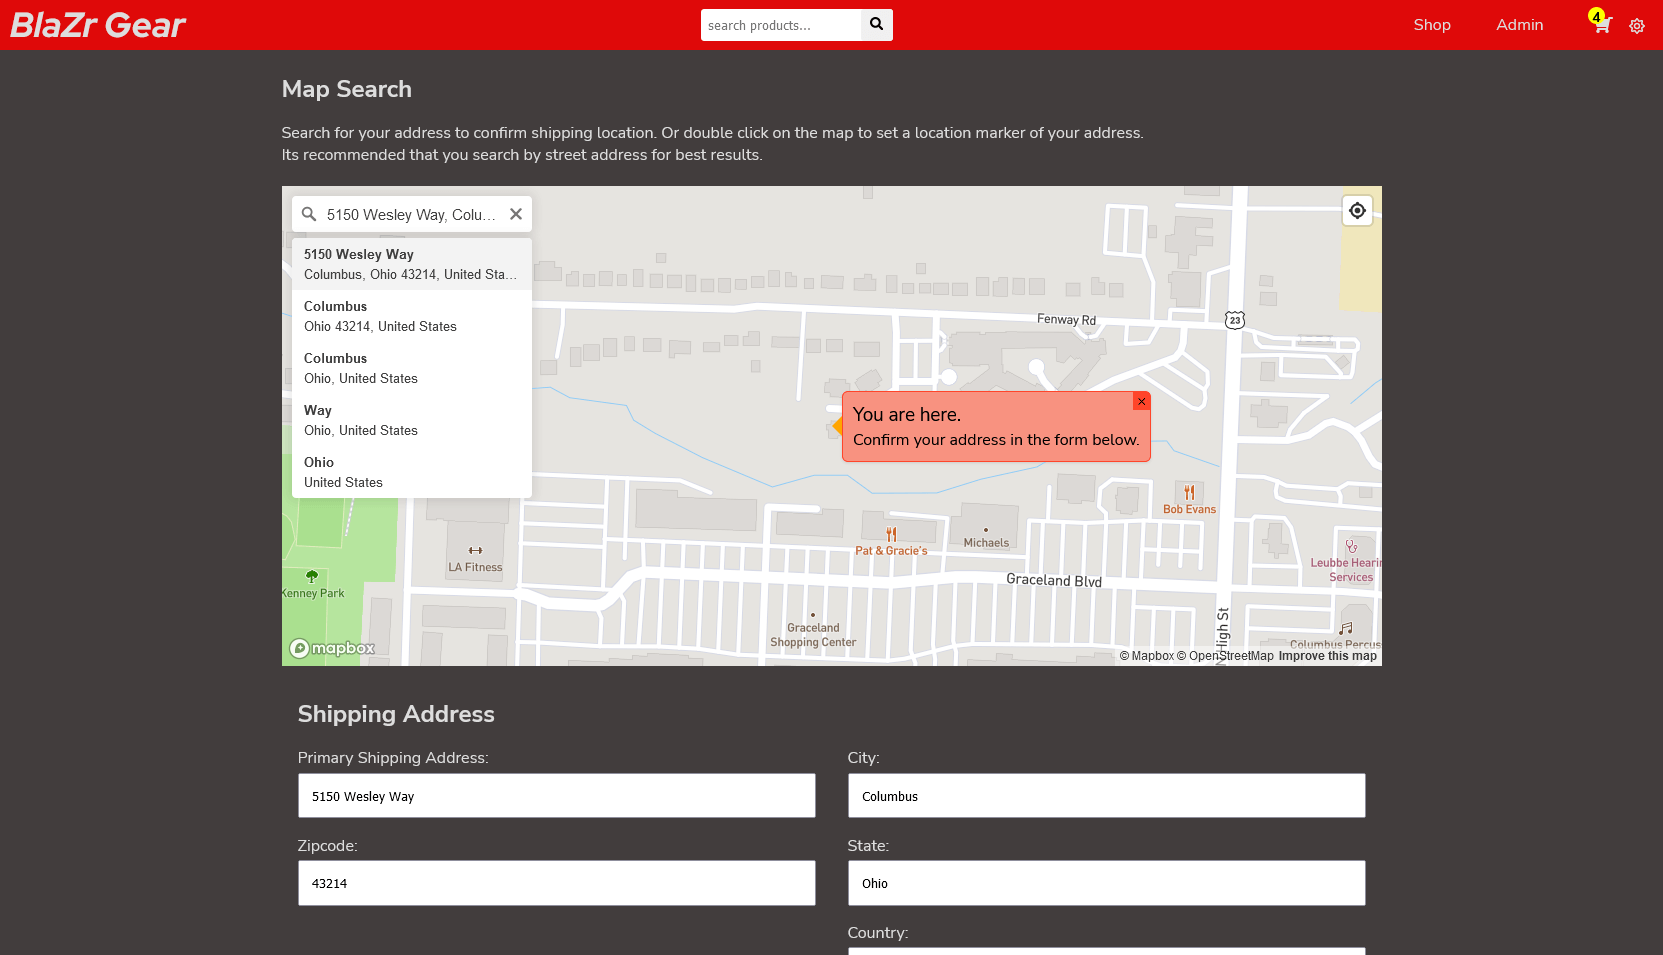 BlaZr Gear
search products...
Shop
Admin
4
Map Search
Search for your address to confirm shipping location. Or double click on the map to set a location marker of your address.
Its recommended that you search by street address for best results.
5150 Wesley Way, Colu...
5150 Wesley Way
Columbus, Ohio 43214, United Sta...
Columbus
Ohio 43214, United States
Columbus
Ohio, United States
Way
Ohio, United States
Ohio
United States
Fenway Rd
23
You are here.
Confirm your address in the form below.
Bob Evans
Pat & Gracie's
Michaels
LA Fitness
Leubbe Hearin
Services
Graceland Blvd
Kenney Park
Graceland
Shopping Center
N High St
Columbus Percus
mapbox
© Mapbox © OpenStreetMap Improve this map
Shipping Address
Primary Shipping Address:
5150 Wesley Way
City:
Columbus
Zipcode:
43214
State:
Ohio
Country: